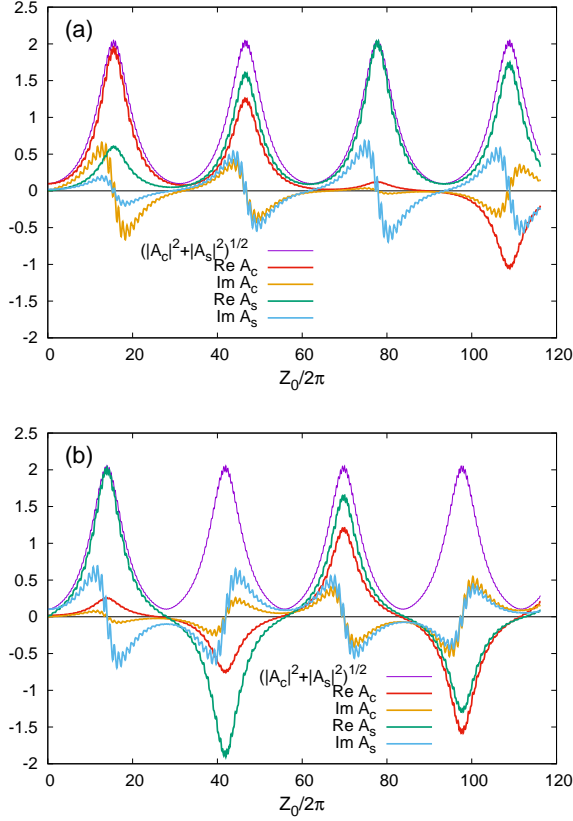 (a)
2.5
2
1.5
1
0.5
0
-0.5
-1
-1.5
-2
(|A_c|^2+|A_s|^2)^1/2
Re A_c
Im A_c
Re A_s
Im A_s
0 20 40 60 80 100 120
Z_0/2π
(b)
2.5
2
1.5
1
0.5
0
-0.5
-1
-1.5
-2
(|A_c|^2+|A_s|^2)^1/2
Re A_c
Im A_c
Re A_s
Im A_s
0 20 40 60 80 100 120
Z_0/2π